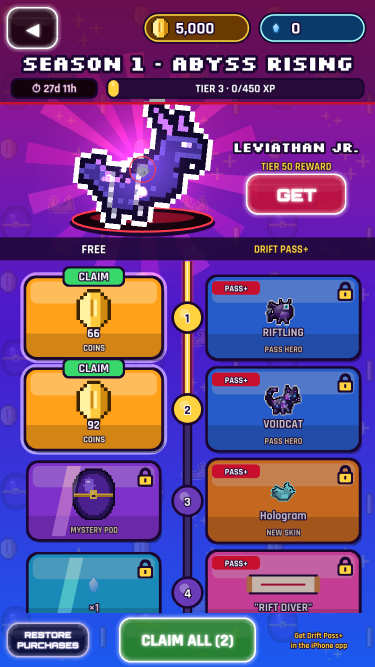 5,000
0
SEASON 1 - ABYSS RISING
27d 11h
TIER 3 · 0/450 XP
LEVIATHAN JR.
TIER 50 REWARD
GET
FREE
DRIFT PASS+
CLAIM
66
COINS
1
PASS+
RIFTLING
PASS HERO
CLAIM
92
COINS
2
PASS+
VOIDCAT
PASS HERO
MYSTERY POD
3
PASS+
Hologram
NEW SKIN
×1
4
PASS+
"RIFT DIVER"
RESTORE
PURCHASES
CLAIM ALL (2)
Get Drift Pass+
in the iPhone app